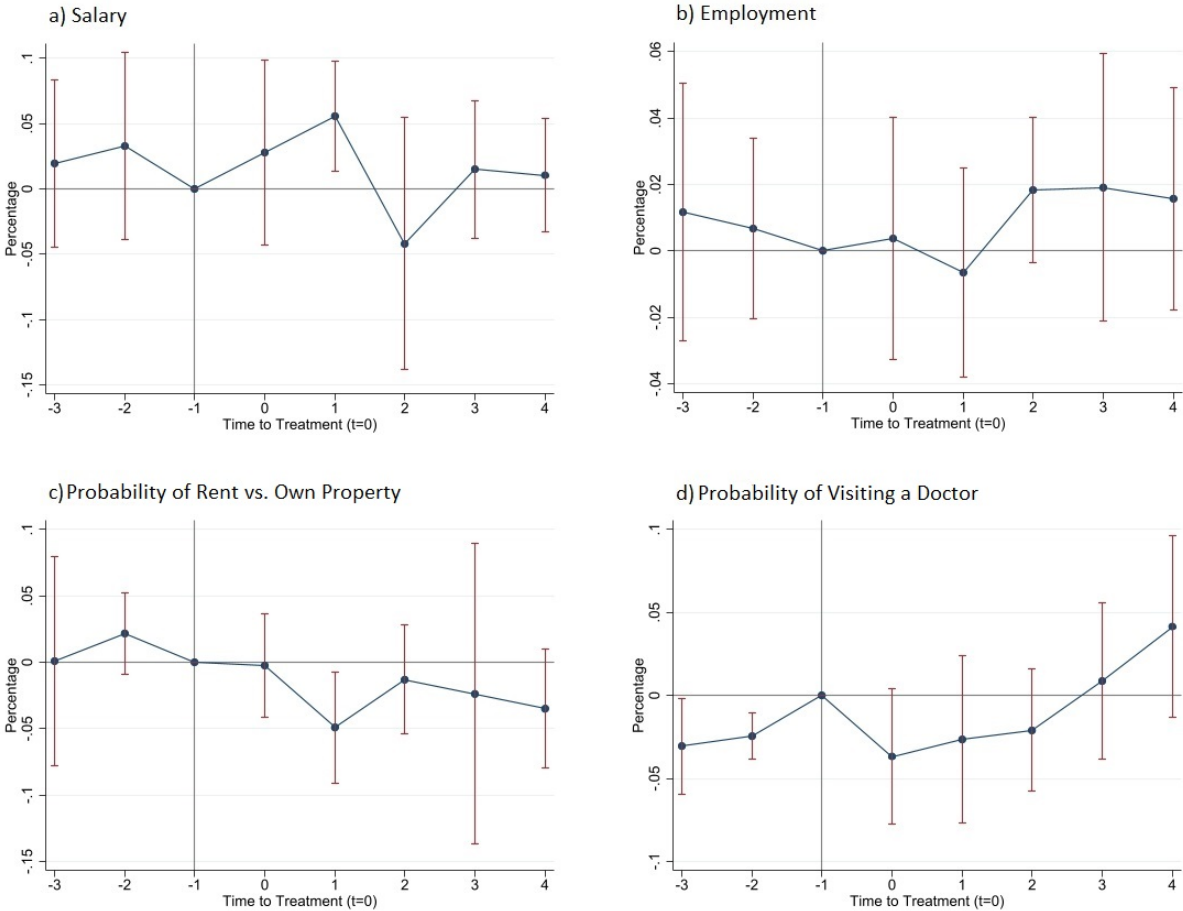 a) Salary
.1
.05
0
-.05
-.1
-.15
Percentage
-3 -2 -1 0 1 2 3 4
Time to Treatment (t=0)
b) Employment
.06
.04
.02
0
-.02
-.04
Percentage
-3 -2 -1 0 1 2 3 4
Time to Treatment (t=0)
c) Probability of Rent vs. Own Property
.1
.05
0
-.05
-.1
-.15
Percentage
-3 -2 -1 0 1 2 3 4
Time to Treatment (t=0)
d) Probability of Visiting a Doctor
.1
.05
0
-.05
-.1
Percentage
-3 -2 -1 0 1 2 3 4
Time to Treatment (t=0)